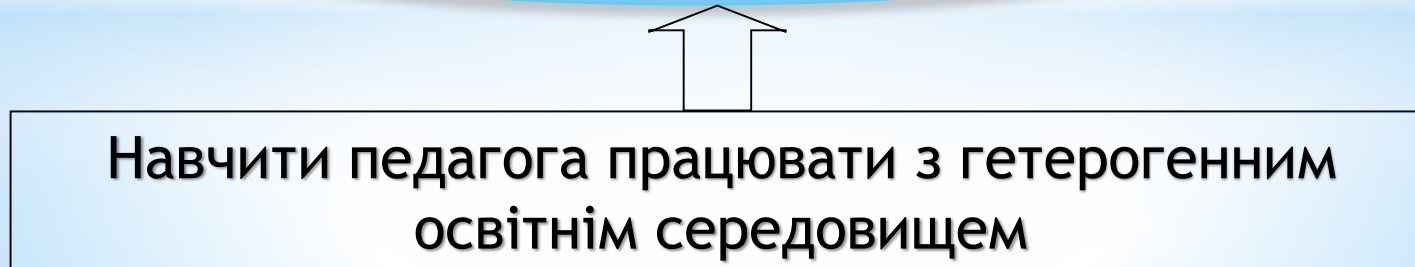 Навчити педагога працювати з гетерогенним
освітнім середовищем